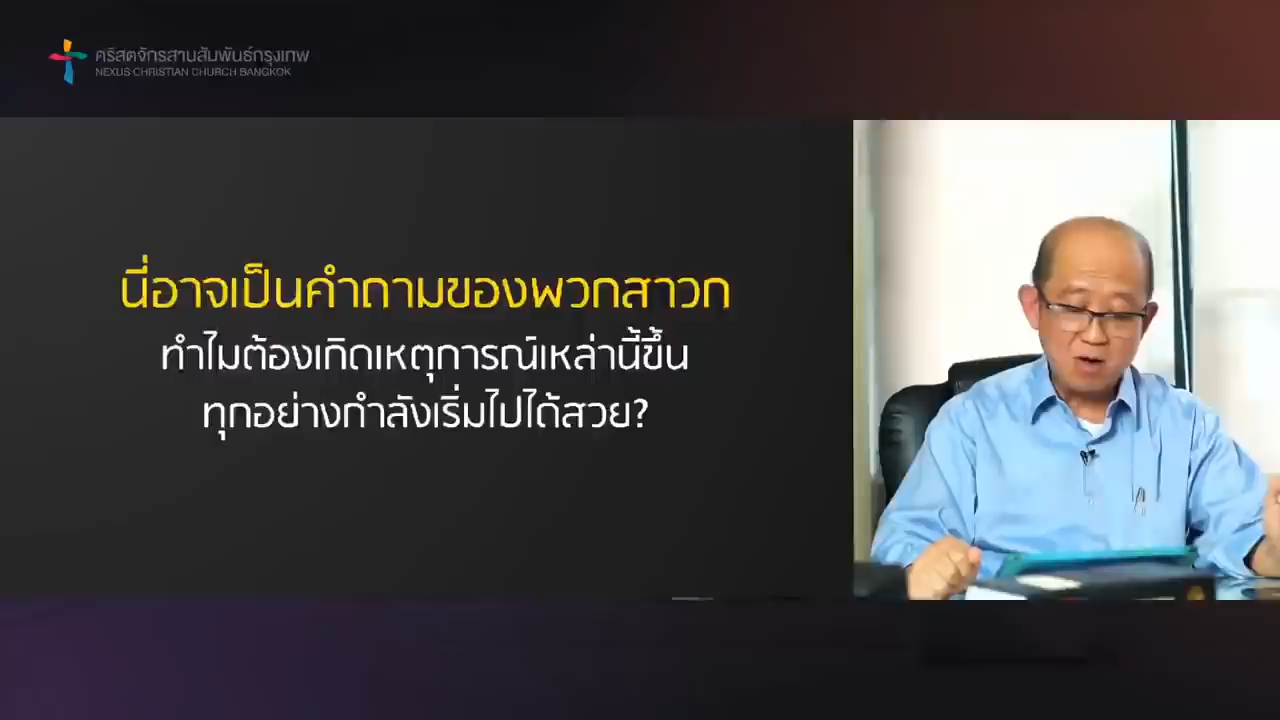 คริสตจักรสานสัมพันธ์กรุงเทพ
NEXUS CHRISTIAN CHURCH BANGKOK
นี่อาจเป็นคำถามของพวกสาวก
ทำไมต้องเกิดเหตุการณ์เหล่านี้ขึ้น
ทุกอย่างกำลังเริ่มไปได้สวย?